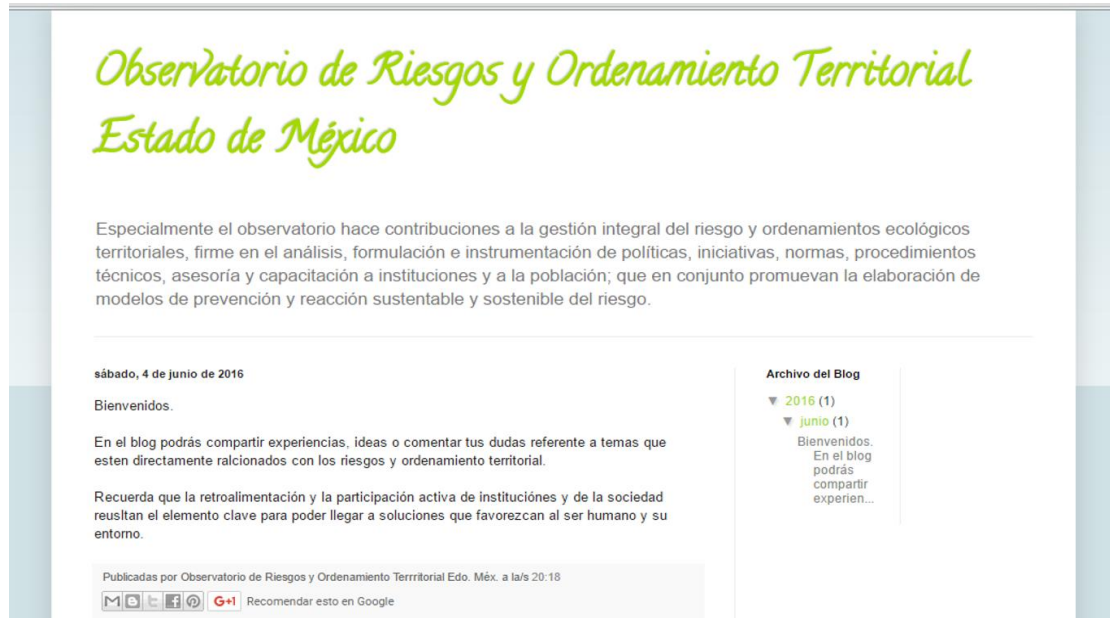 Observatorio de Riesgos y Ordenamiento Territorial
Estado de México
Especialmente el observatorio hace contribuciones a la gestión integral del riesgo y ordenamientos ecológicos
territoriales, firme en el análisis, formulación e instrumentación de políticas, iniciativas, normas, procedimientos
técnicos, asesoría y capacitación a instituciones y a la población; que en conjunto promuevan la elaboración de
modelos de prevención y reacción sustentable y sostenible del riesgo.
sábado, 4 de junio de 2016
Bienvenidos.
En el blog podrás compartir experiencias, ideas o comentar tus dudas referente a temas que
esten directamente ralcionados con los riesgos y ordenamiento territorial.
Recuerda que la retroalimentación y la participación activa de instituciónes y de la sociedad
reusltan el elemento clave para poder llegar a soluciones que favorezcan al ser humano y su
entorno.
Publicadas por Observatorio de Riesgos y Ordenamiento Terrritorial Edo. Méx. a la/s 20:18
G+1 Recomendar esto en Google
Archivo del Blog
▼ 2016 (1)
▼ junio (1)
Bienvenidos.
En el blog
podrás
compartir
experien...